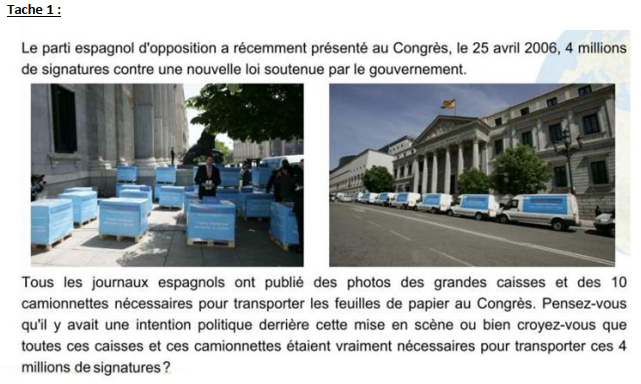 Tache 1 :
Le parti espagnol d'opposition a récemment présenté au Congrès, le 25 avril 2006, 4 millions
de signatures contre une nouvelle loi soutenue par le gouvernement.
Tous les journaux espagnols ont publié des photos des grandes caisses et des 10
camionnettes nécessaires pour transporter les feuilles de papier au Congrès. Pensez-vous
qu'il y avait une intention politique derrière cette mise en scène ou bien croyez-vous que
toutes ces caisses et ces camionnettes étaient vraiment nécessaires pour transporter ces 4
millions de signatures ?